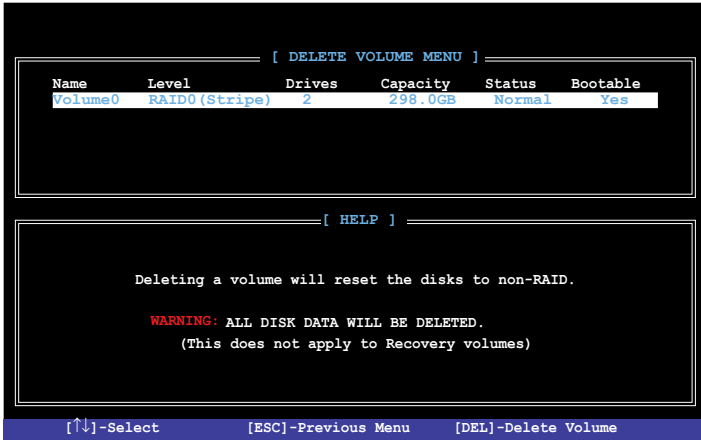 [ DELETE VOLUME MENU ]
Name Level Drives Capacity Status Bootable
Volume0 RAID0(Stripe) 2 298.0GB Normal Yes
[ HELP ]
Deleting a volume will reset the disks to non-RAID.
WARNING: ALL DISK DATA WILL BE DELETED.
(This does not apply to Recovery volumes)
[↑↓]-Select [ESC]-Previous Menu [DEL]-Delete Volume